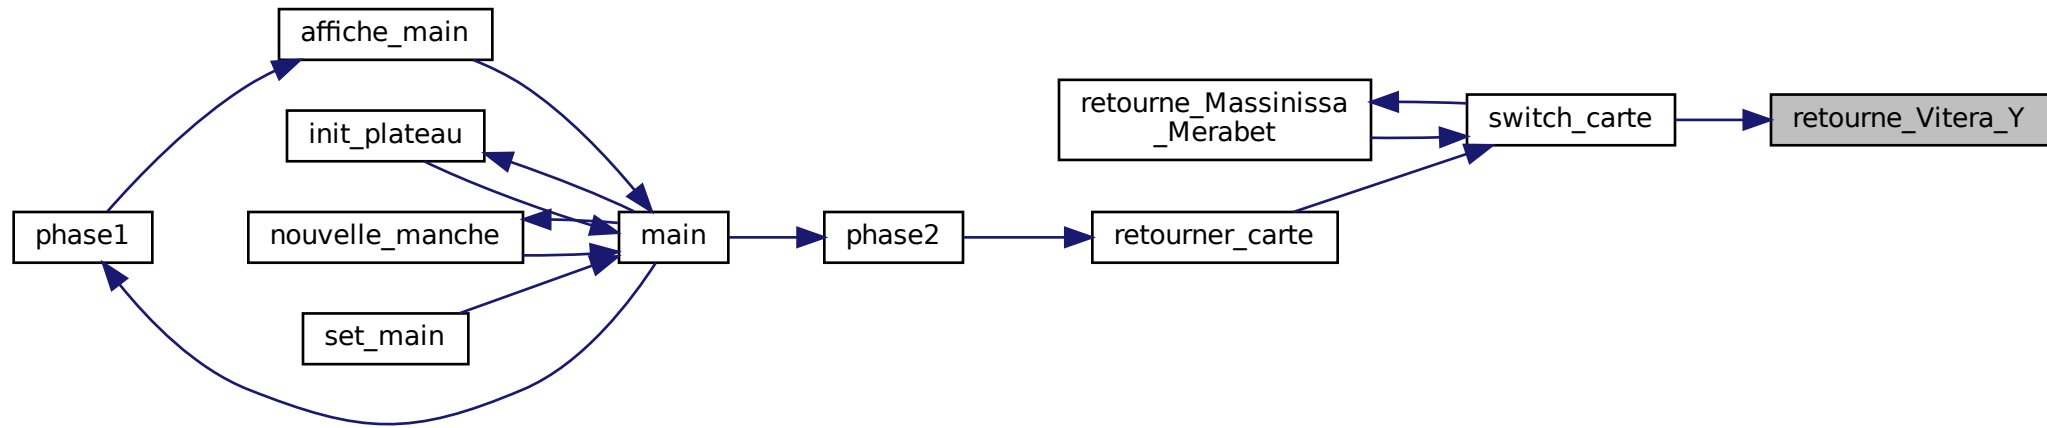 affiche_main
init_plateau
phase1
nouvelle_manche
set_main
main
phase2
retourne_Massinissa
_Merabet
retourner_carte
switch_carte
retourne_Vitera_Y